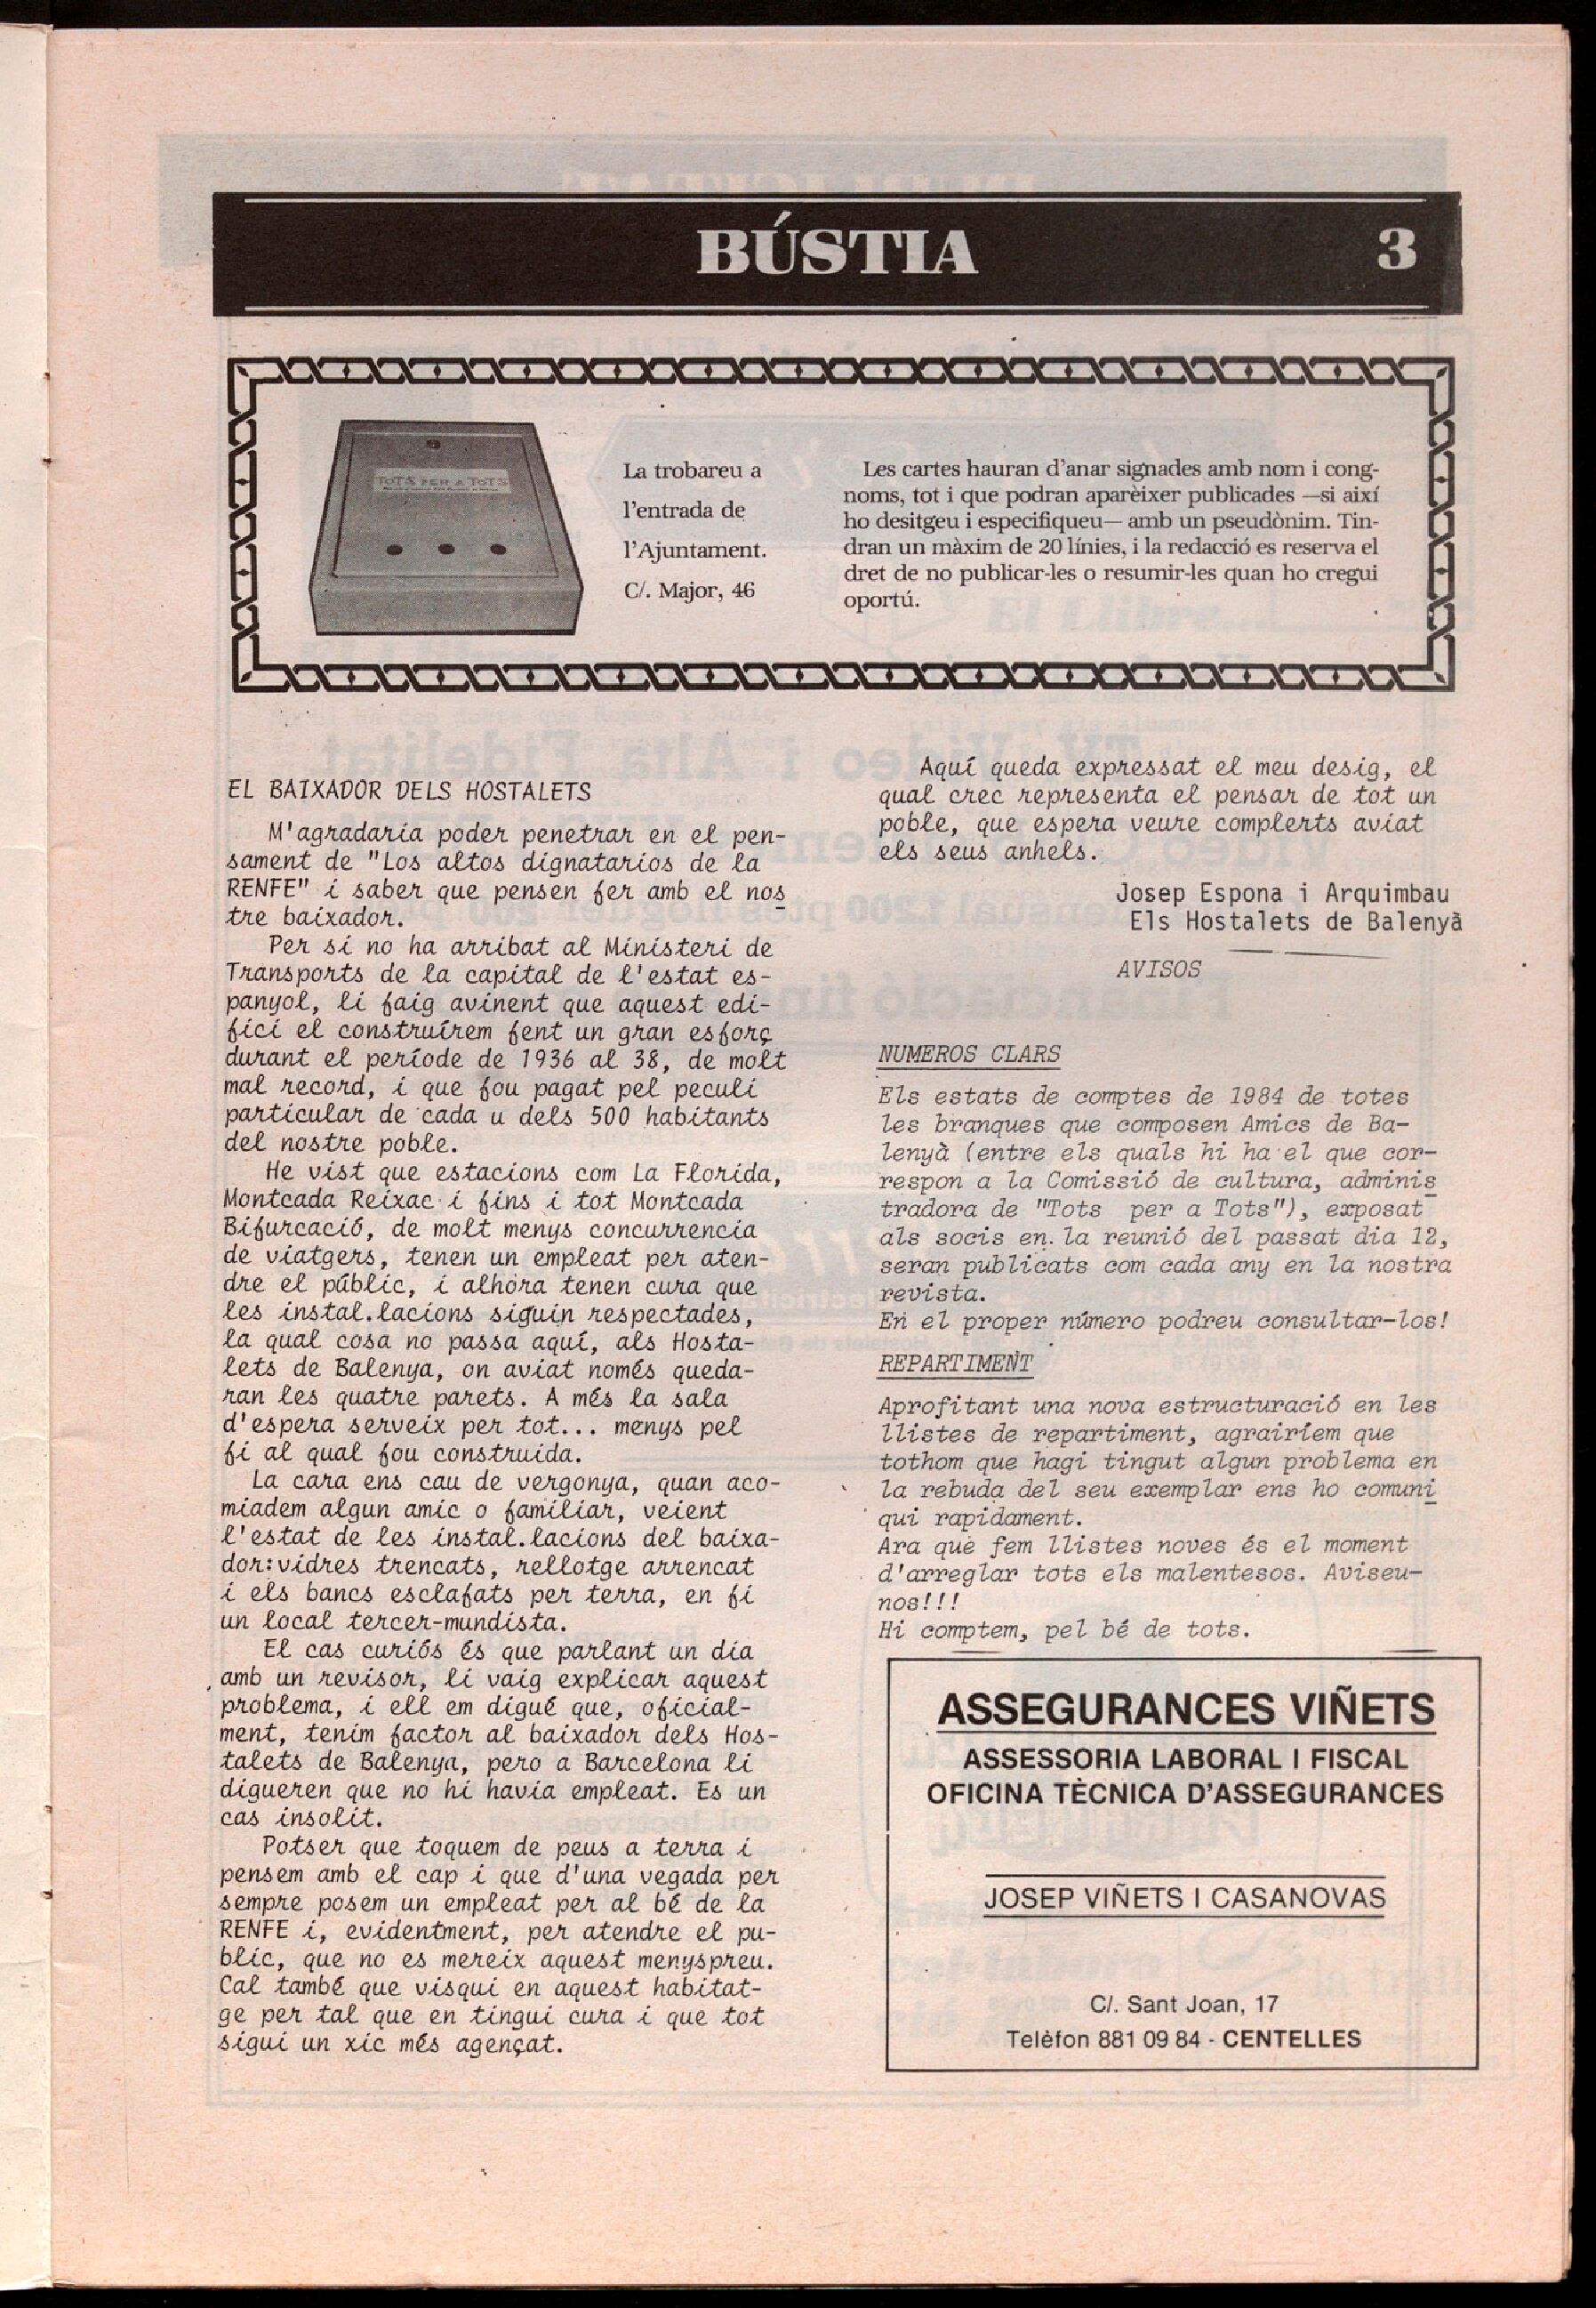 BÚSTIA
3
TOTS PER A TOTS
La trobareu a
l'entrada de
l'Ajuntament.
C/. Major, 46
Les cartes hauran d'anar signades amb nom i cong-
noms, tot i que podran aparèixer publicades —si així
ho desitgeu i especifiqueu— amb un pseudònim. Tin-
dran un màxim de 20 línies, i la redacció es reserva el
dret de no publicar-les o resumir-les quan ho cregui
oportú.
EL BAIXADOR DELS HOSTALETS
M'agradaría poder penetrar en el pen-
sament de "Los altos dignatarios de la
RENFE" i saber que pensen fer amb el nos
tre baixador.
Per si no ha arribat al Ministeri de
Transports de la capital de l'estat es-
panyol, li faig avinent que aquest edi-
fici el construírem fent un gran esforç
durant el període de 1936 al 38, de molt
mal record, i que fou pagat pel peculi
particular de cada u dels 500 habitants
del nostre poble.
He vist que estacions com La Florida,
Montcada Reixac i fins i tot Montcada
Bifurcació, de molt menys concurrencia
de viatgers, tenen un empleat per aten-
dre el públic, i alhora tenen cura que
les instal.lacions siguin respectades,
la qual cosa no passa aquí, als Hosta-
lets de Balenya, on aviat només queda-
ran les quatre parets. A més la sala
d'espera serveix per tot... menys pel
fi al qual fou construida.
La cara ens cau de vergonya, quan aco-
miadem algun amic o familiar, veient
l'estat de les instal.lacions del baixa-
dor:vidres trencats, rellotge arrencat
i els bancs esclafats per terra, en fi
un local tercer-mundista.
El cas curiós és que parlant un dia
amb un revisor, li vaig explicar aquest
problema, i ell em digué que, oficial-
ment, tenim factor al baixador dels Hos-
talets de Balenya, pero a Barcelona li
digueren que no hi havia empleat. Es un
cas insolit.
Potser que toquem de peus a terra i
pensem amb el cap i que d'una vegada per
sempre posem un empleat per al bé de la
RENFE i, evidentment, per atendre el pu-
blic, que no es mereix aquest menyspreu.
Cal també que visqui en aquest habitat-
ge per tal que en tingui cura i que tot
sigui un xic més agençat.
Aquí queda expressat el meu desig, el
qual crec representa el pensar de tot un
poble, que espera veure complerts aviat
els seus anhels.
Josep Espona i Arquimbau
Els Hostalets de Balenyà
AVISOS
NUMEROS CLARS
Els estats de comptes de 1984 de totes
les branques que composen Amics de Ba-
lenyà (entre els quals hi ha el que cor-
respon a la Comissió de cultura, adminis
tradora de "Tots per a Tots"), exposat
als socis en la reunió del passat dia 12,
seran publicats com cada any en la nostra
revista.
En el proper número podreu consultar-los!
REPARTIMENT
Aprofitant una nova estructuració en les
llistes de repartiment, agrairíem que
tothom que hagi tingut algun problema en
la rebuda del seu exemplar ens ho comuni
qui rapidament.
Ara que fem llistes noves és el moment
d'arreglar tots els malentesos. Aviseu-
nos!!!
Hi comptem, pel bé de tots.
ASSEGURANCES VIÑETS
ASSESSORIA LABORAL I FISCAL
OFICINA TÈCNICA D'ASSEGURANCES
JOSEP VIÑETS I CASANOVAS
C/. Sant Joan, 17
Telèfon 881 09 84 - CENTELLES